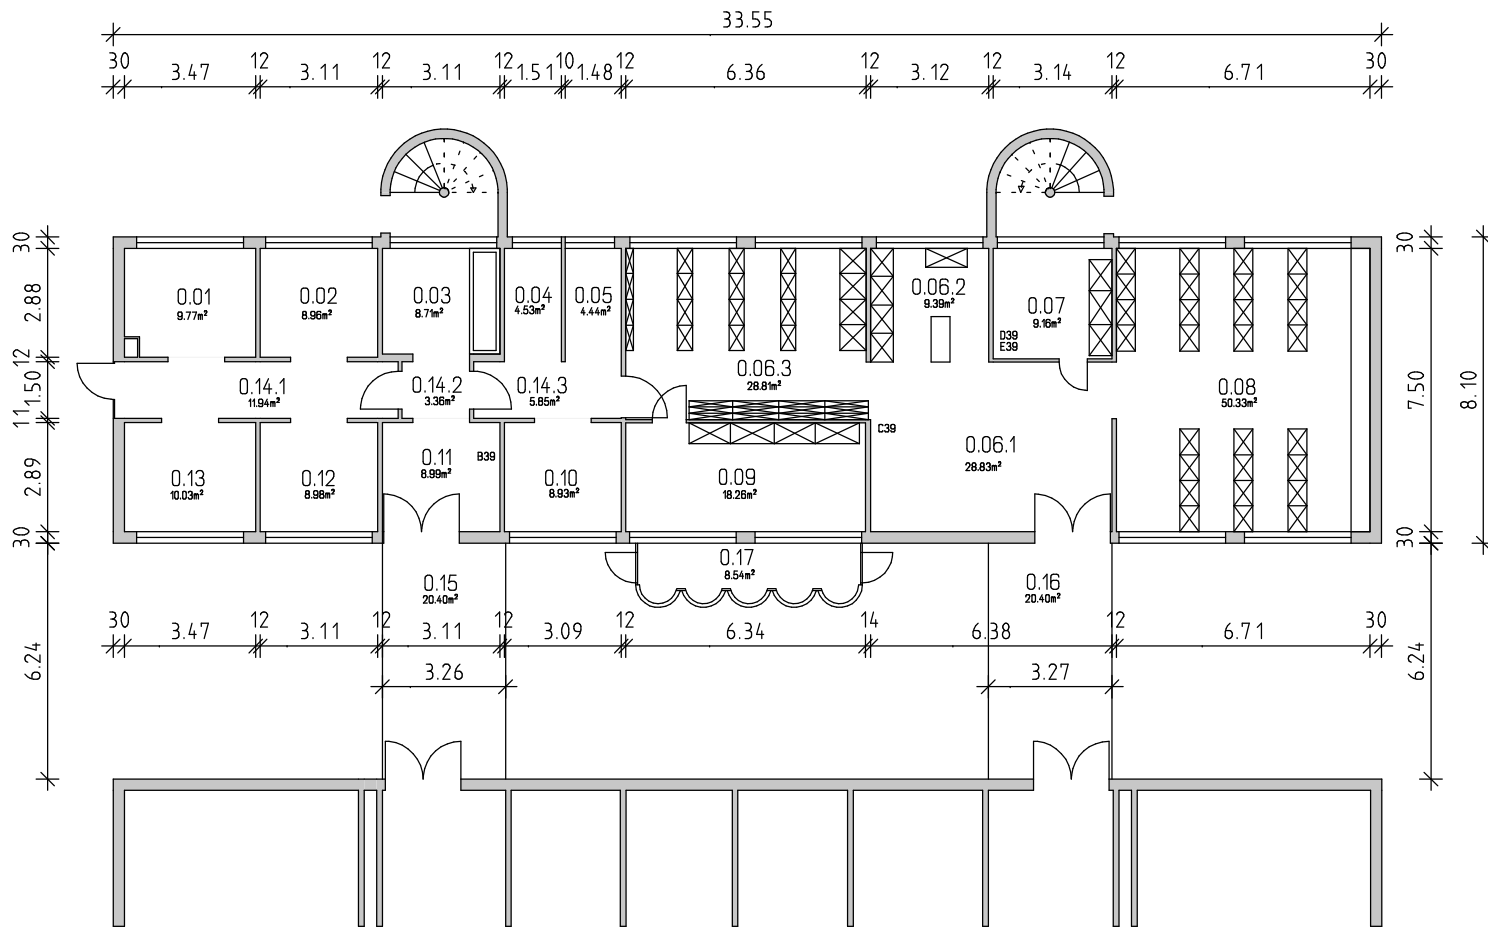 33.55
30 12 12 12 10 12 12 12 12 30
3.47 3.11 3.11 1.51 1.48 6.36 3.12 3.14 6.71
30 2.88 12 1.50 11 2.89 30
6.24
0.01
9.77m²
0.02
8.96m²
0.03
8.71m²
0.04
4.53m²
0.05
4.44m²
0.06.2
9.39m²
0.07
9.16m²
D39
E39
0.14.1
11.94m²
0.14.2
3.36m²
0.14.3
5.85m²
0.06.3
28.81m²
0.08
50.33m²
0.13
10.03m²
0.12
8.98m²
0.11
8.99m²
B39
0.10
8.93m²
0.09
18.26m²
C39
0.06.1
28.83m²
0.15
20.40m²
0.17
8.54m²
0.16
20.40m²
30 7.50 30
8.10
6.24
30 12 12 12 12 14 12 30
3.47 3.11 3.11 3.09 6.34 6.38 6.71
3.26 3.27